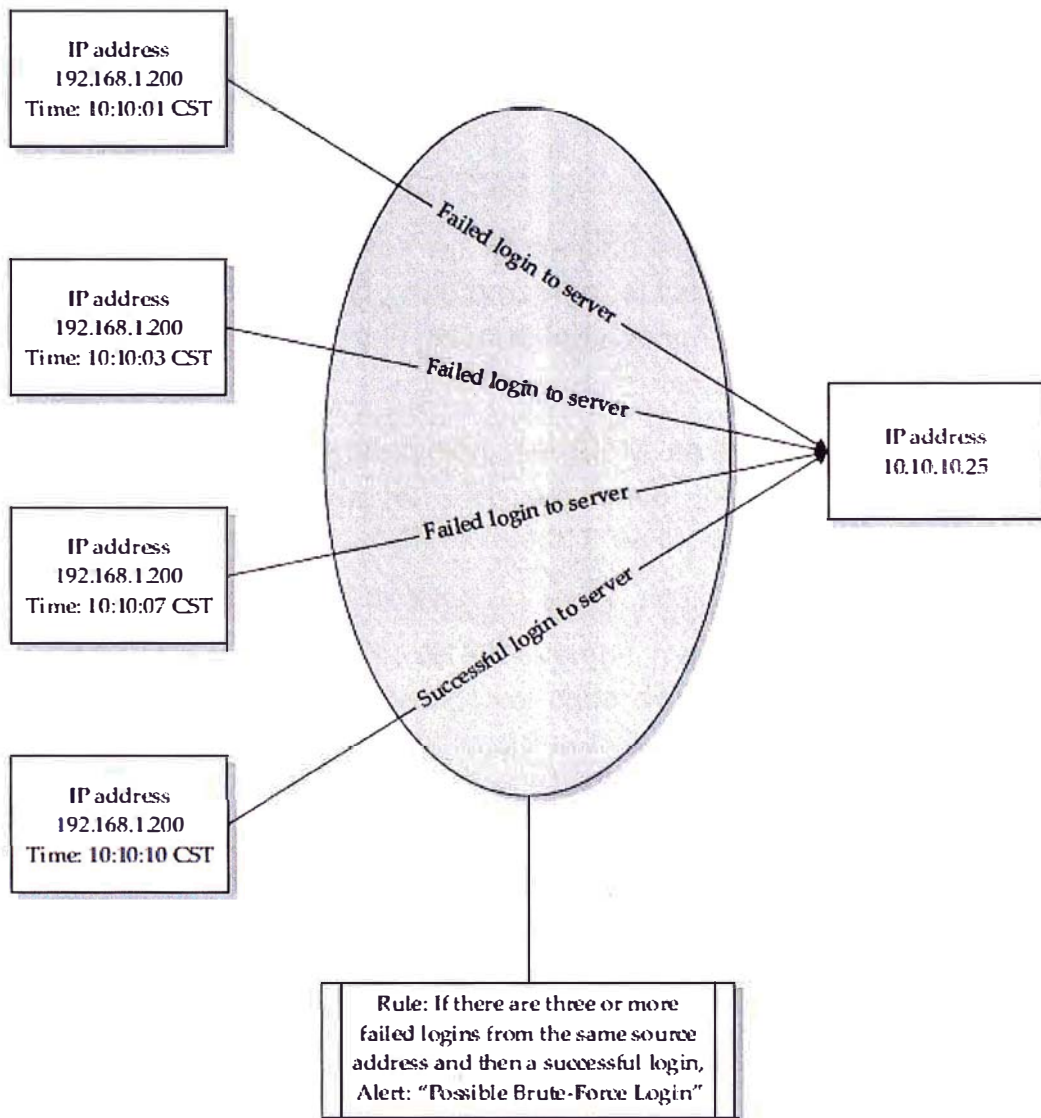 IP address
192.168.1.200
Time: 10:10:01 CST
Failed login to server
IP address
192.168.1.200
Time: 10:10:03 CST
Failed login to server
IP address
10.10.10.25
IP address
192.168.1.200
Time: 10:10:07 CST
Failed login to server
Successful login to server
IP address
192.168.1.200
Time: 10:10:10 CST
Rule: If there are three or more
failed logins from the same source
address and then a successful login,
Alert: “Possible Brute-Force Login”